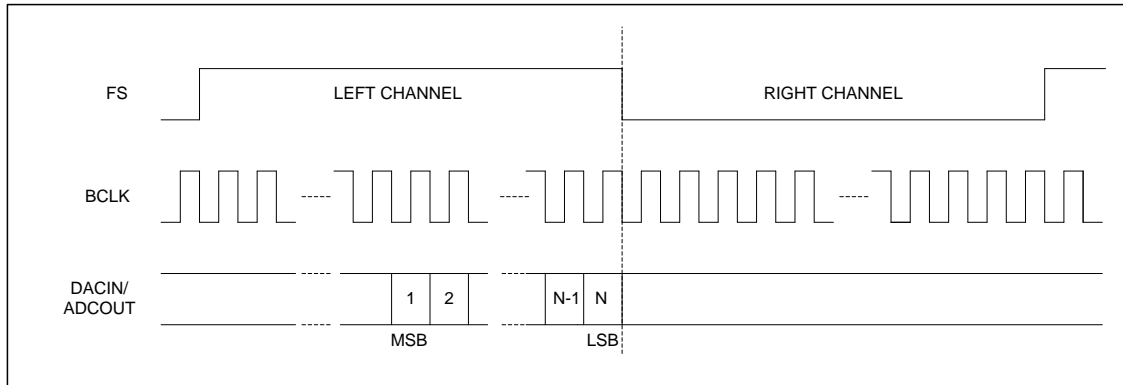 FS
LEFT CHANNEL
RIGHT CHANNEL
BCLK
DACIN/
ADCOUT
1
2
N-1
N
MSB
LSB